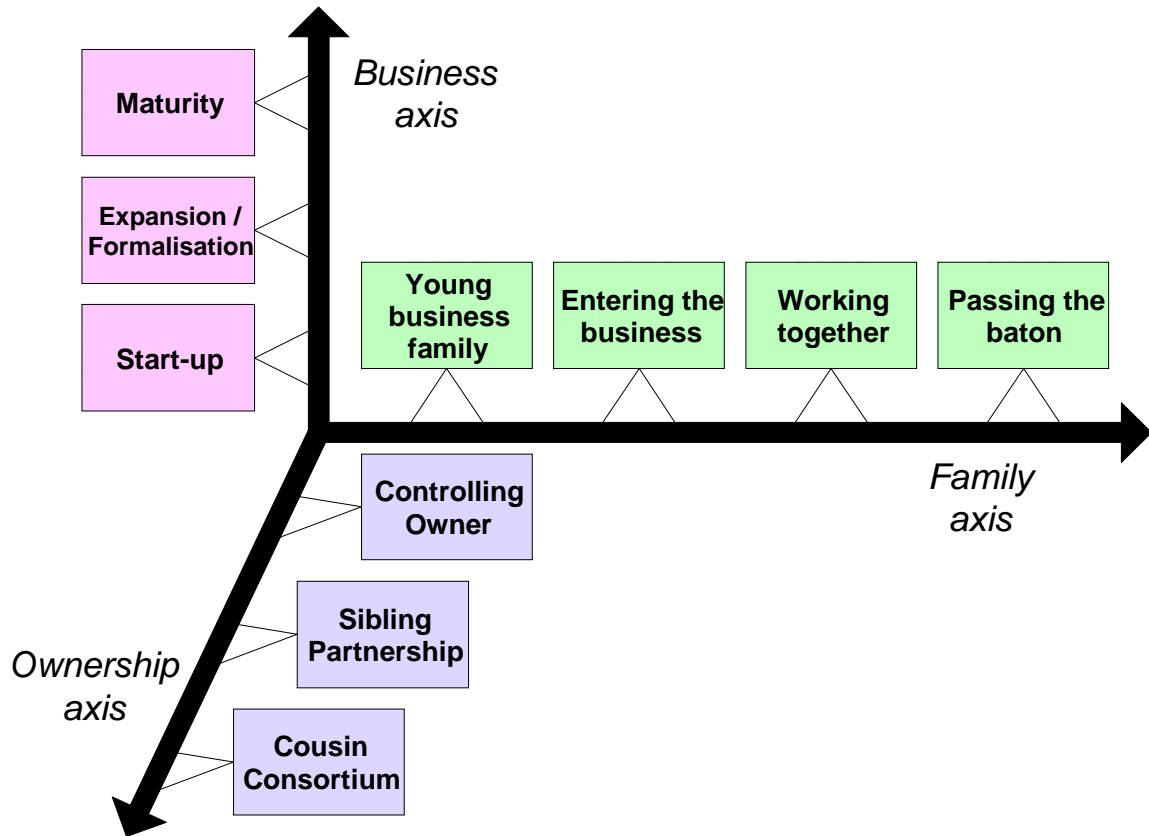 Business
axis
Maturity
Expansion /
Formalisation
Start-up
Young
business
family
Entering the
business
Working
together
Passing the
baton
Family
axis
Controlling
Owner
Sibling
Partnership
Ownership
axis
Cousin
Consortium